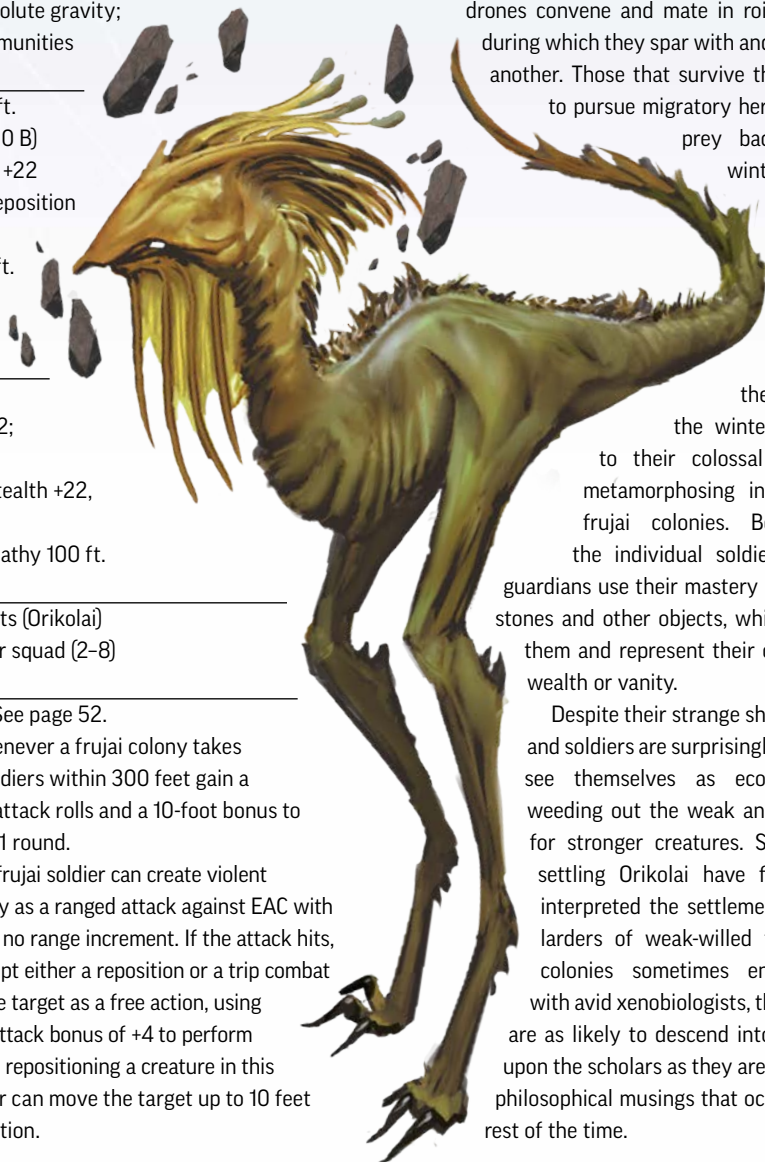 olute gravity;
munities
ft.
0 B)
+22
eposition
ft.
2;
tealth +22,
athy 100 ft.
ts (Orikolai)
r squad (2–8)
See page 52.
enever a frujai colony takes
diers within 300 feet gain a
attack rolls and a 10-foot bonus to
1 round.
frujai soldier can create violent
y as a ranged attack against EAC with
no range increment. If the attack hits,
pt either a reposition or a trip combat
e target as a free action, using
ttack bonus of +4 to perform
repositioning a creature in this
r can move the target up to 10 feet
tion.
drones convene and mate in roi
during which they spar with and
another. Those that survive th
to pursue migratory her
prey bac
wint
the
the winte
to their colossal
metamorphosing in
frujai colonies. Be
the individual soldie
guardians use their mastery
stones and other objects, whi
them and represent their
wealth or vanity.
Despite their strange sh
and soldiers are surprisingl
see themselves as eco
weeding out the weak an
for stronger creatures. S
settling Orikolai have f
interpreted the settleme
larders of weak-willed
colonies sometimes en
with avid xenobiologists, th
are as likely to descend into
upon the scholars as they are
philosophical musings that oc
rest of the time.